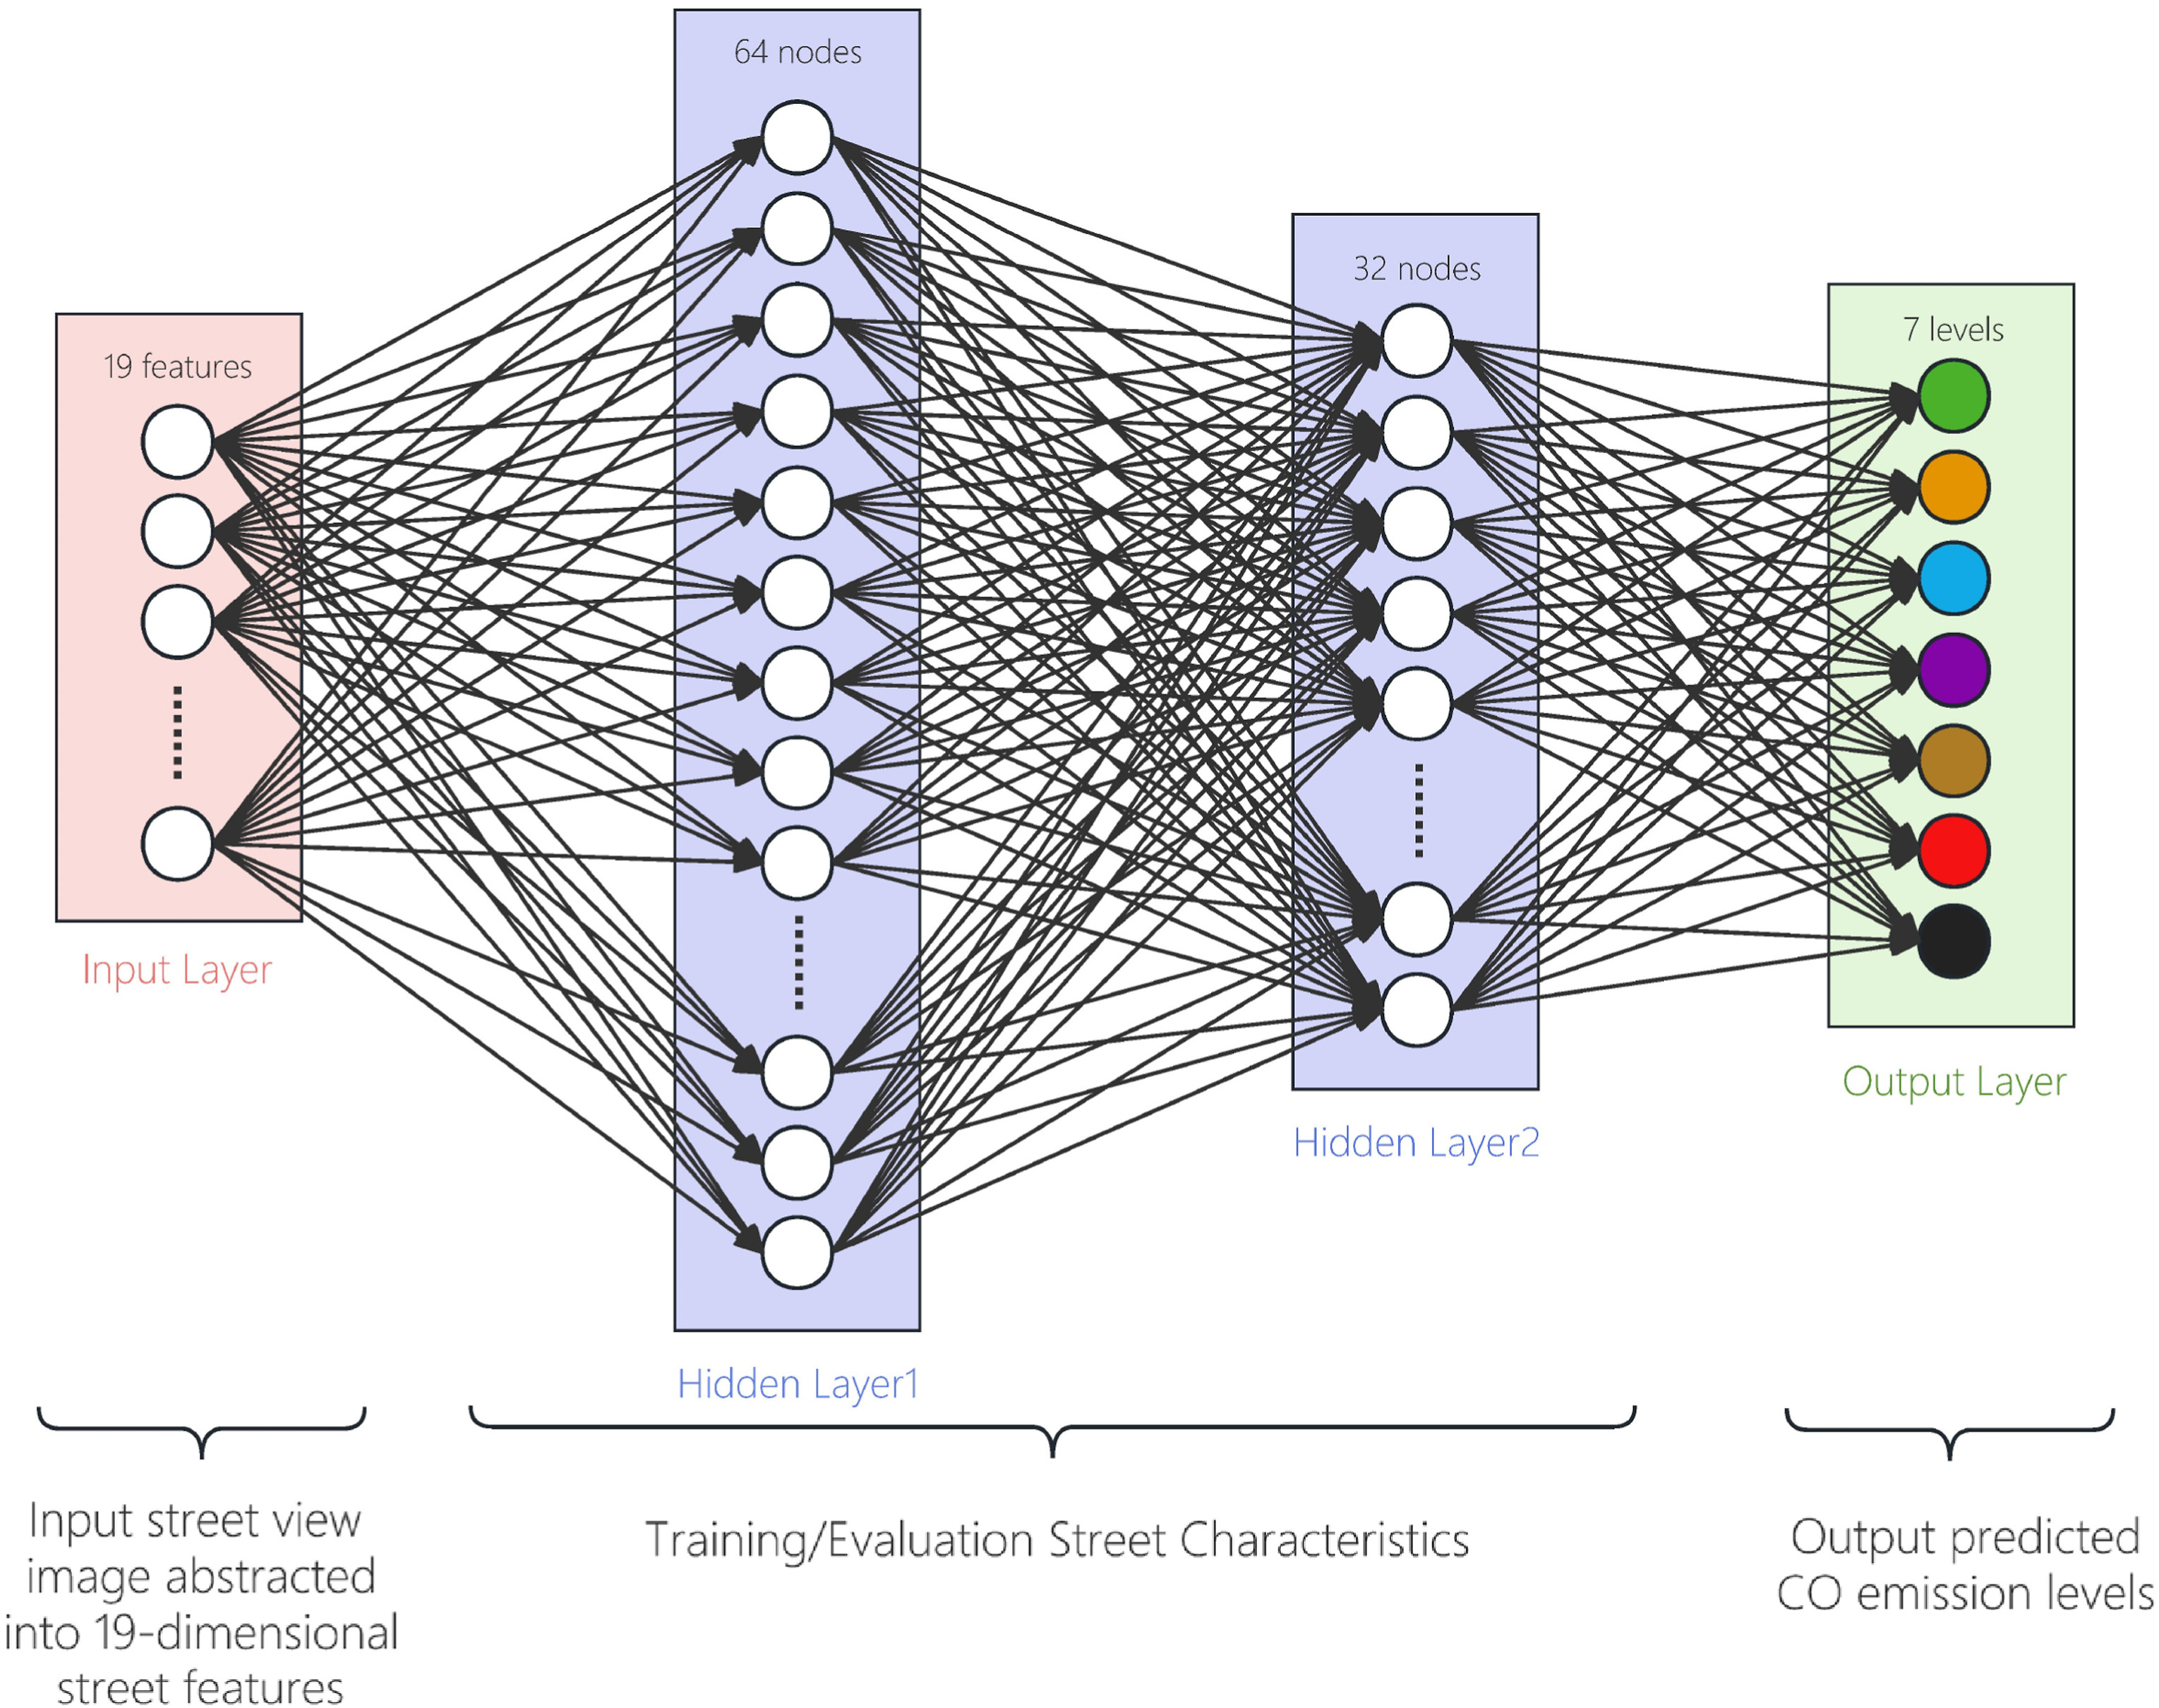 64 nodes
32 nodes
7 levels
19 features
Input Layer
Output Layer
Hidden Layer2
Hidden Layer1
Input street view
image abstracted
into 19-dimensional
street features
Training/Evaluation Street Characteristics
Output predicted
CO emission levels